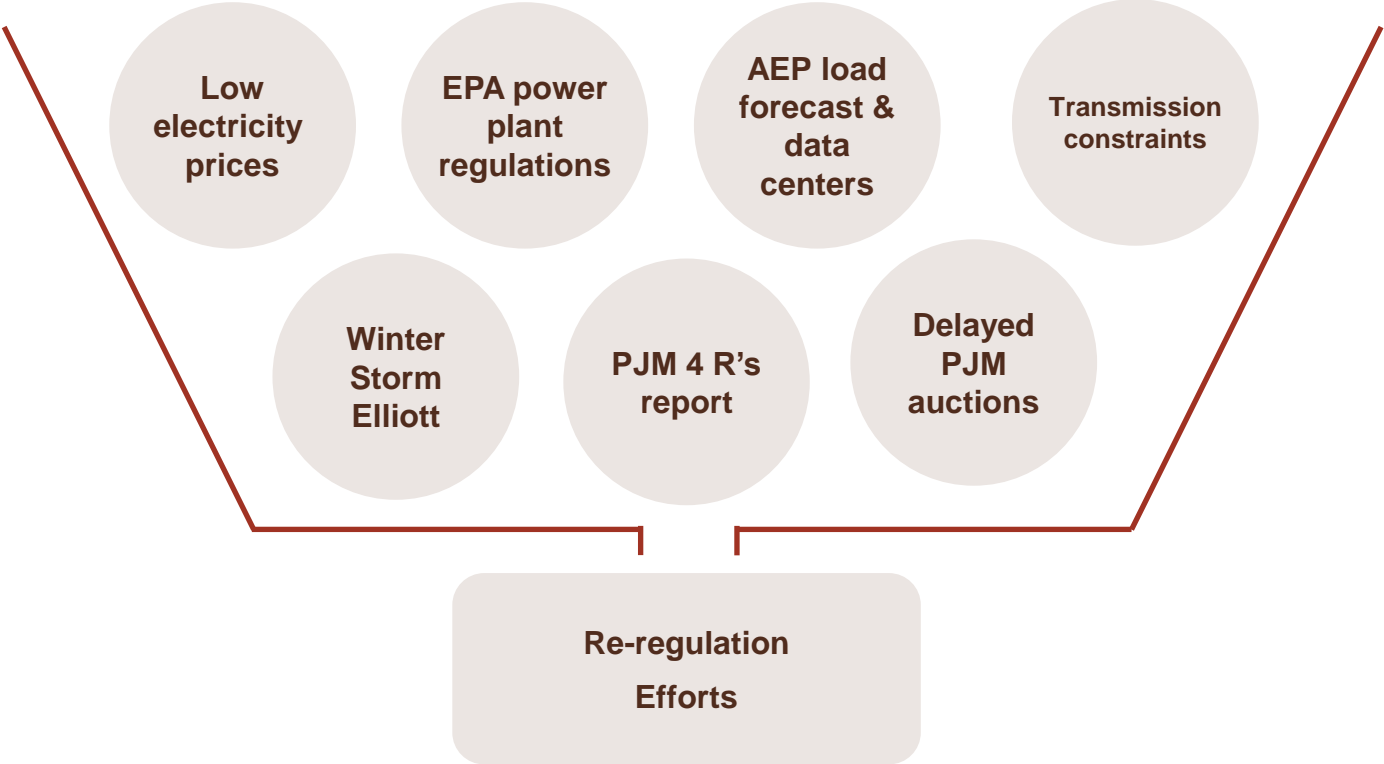 Low
electricity
prices
EPA power
plant
regulations
AEP load
forecast &
data
centers
Transmission
constraints
Winter
Storm
Elliott
PJM 4 R’s
report
Delayed
PJM
auctions
Re-regulation
Efforts